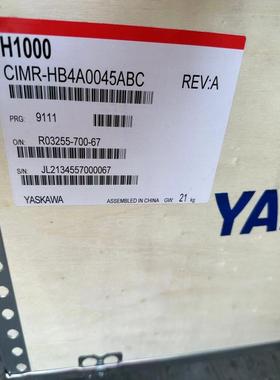 H1000
CIMR-HB4A0045ABC REV:A
PRG: 9111
O/N: R03255-700-67
S/N: JL2134557000067
YASKAWA ASSEMBLED IN CHINA GW: 21 kg
YA